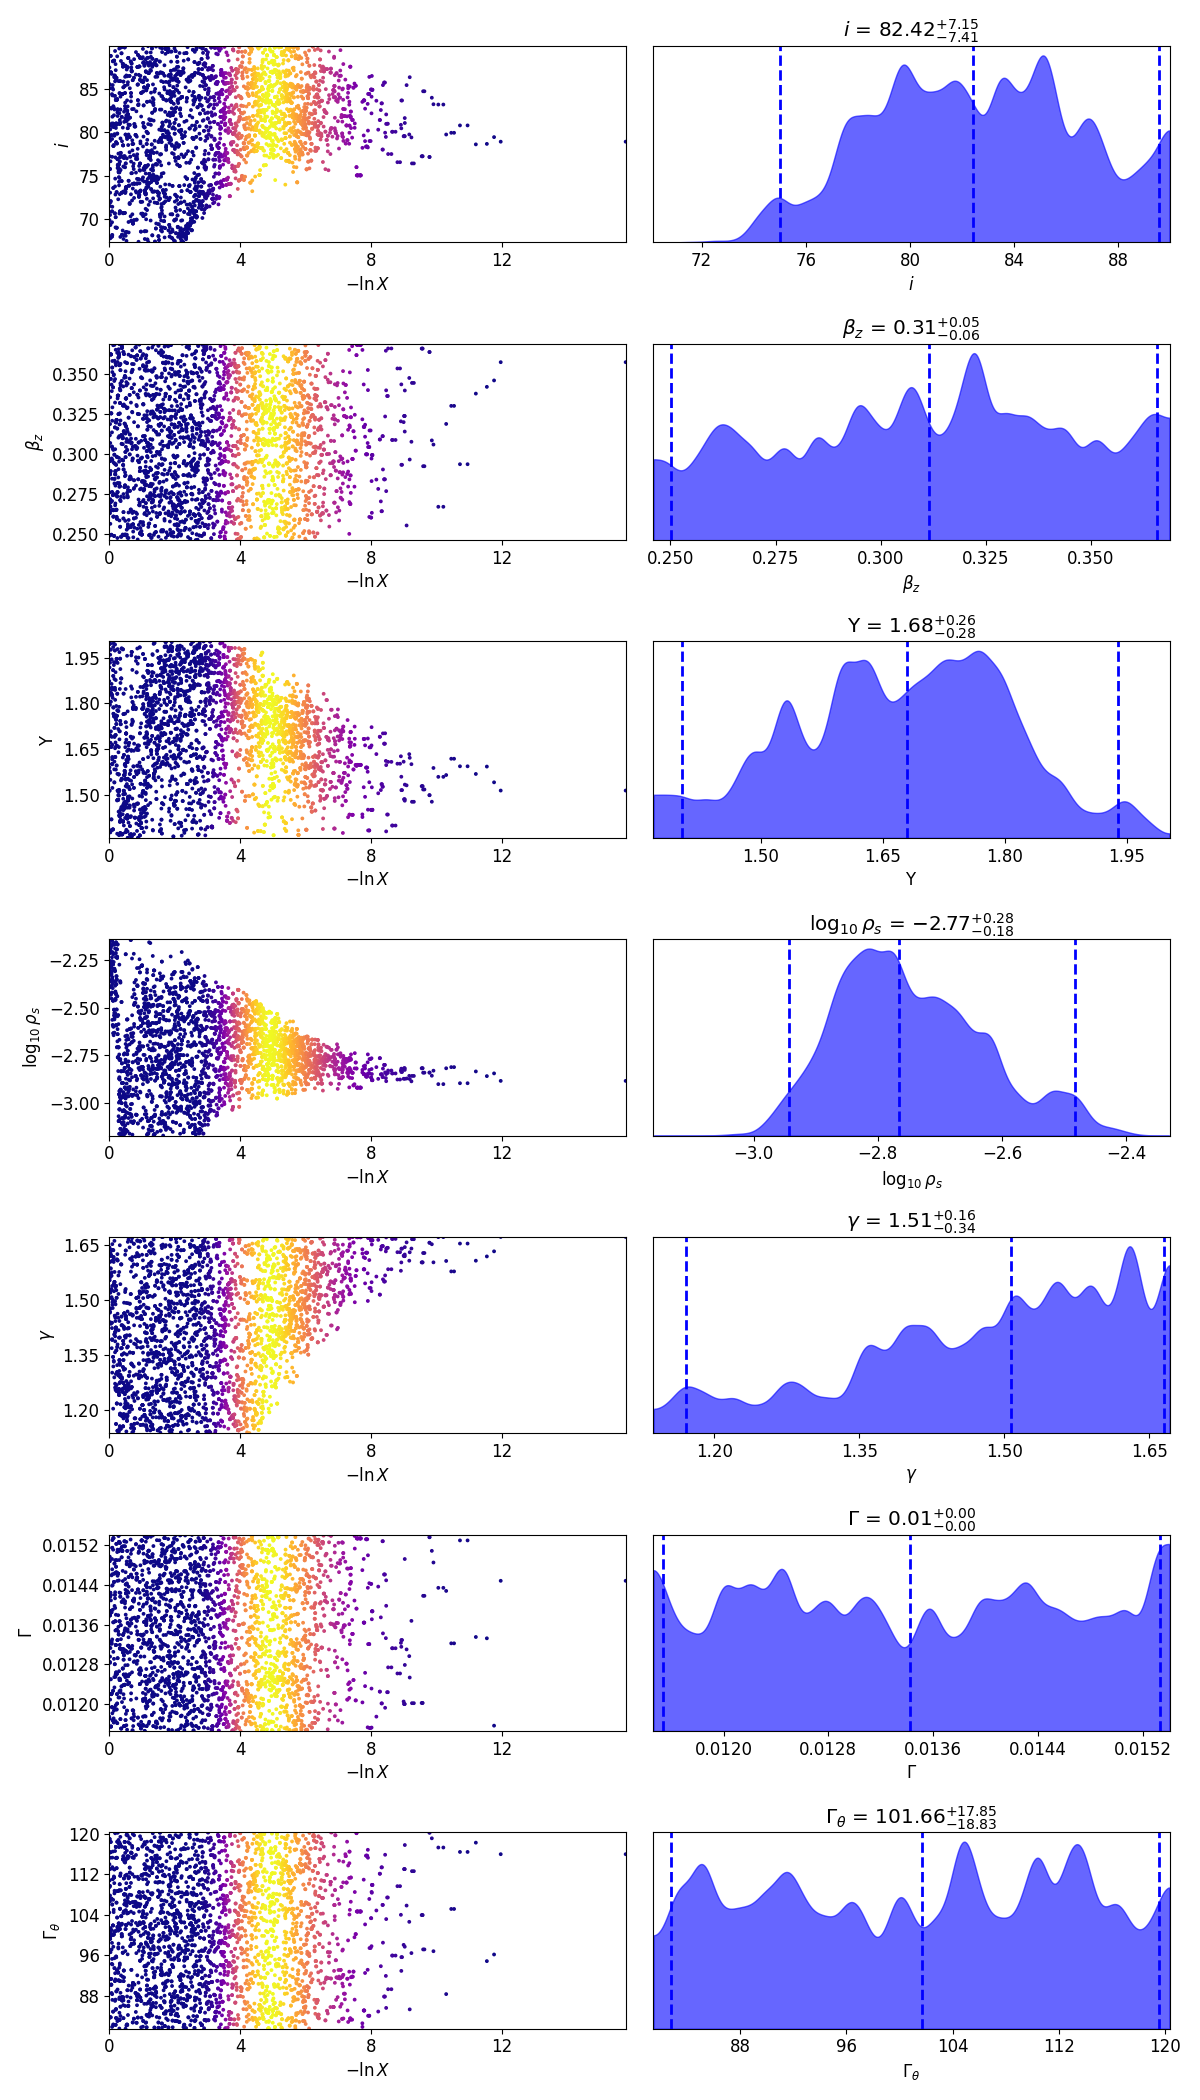 i = 82.42^{+7.15}_{−7.41}
85
80
75
70
i
0 4 8 12
−ln X
72 76 80 84 88
i
β_z = 0.31^{+0.05}_{−0.06}
0.350
0.325
0.300
0.275
0.250
β_z
0 4 8 12
−ln X
0.250 0.275 0.300 0.325 0.350
β_z
Υ = 1.68^{+0.26}_{−0.28}
1.95
1.80
1.65
1.50
Υ
0 4 8 12
−ln X
1.50 1.65 1.80 1.95
Υ
log₁₀ ρ_s = −2.77^{+0.28}_{−0.18}
−2.25
−2.50
−2.75
−3.00
log₁₀ ρ_s
0 4 8 12
−ln X
−3.0 −2.8 −2.6 −2.4
log₁₀ ρ_s
γ = 1.51^{+0.16}_{−0.34}
1.65
1.50
1.35
1.20
γ
0 4 8 12
−ln X
1.20 1.35 1.50 1.65
γ
Γ = 0.01^{+0.00}_{−0.00}
0.0152
0.0144
0.0136
0.0128
0.0120
Γ
0 4 8 12
−ln X
0.0120 0.0128 0.0136 0.0144 0.0152
Γ
Γ_θ = 101.66^{+17.85}_{−18.83}
120
112
104
96
88
Γ_θ
0 4 8 12
−ln X
88 96 104 112 120
Γ_θ